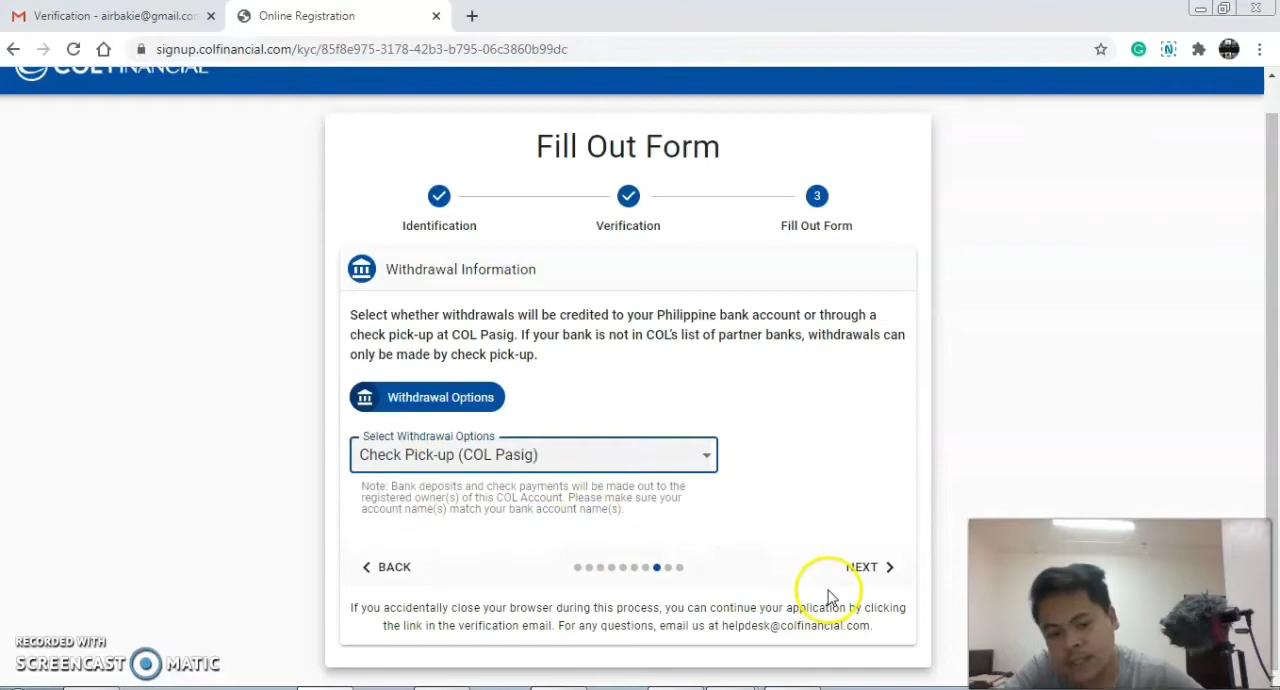 Verification - airbakie@gmail.co
Online Registration
signup.colfinancial.com/kyc/85f8e975-3178-42b3-b795-06c3860b99dc
COL FINANCIAL
Fill Out Form
3
Identification
Verification
Fill Out Form
Withdrawal Information
Select whether withdrawals will be credited to your Philippine bank account or through a
check pick-up at COL Pasig. If your bank is not in COL's list of partner banks, withdrawals can
only be made by check pick-up.
Withdrawal Options
Select Withdrawal Options
Check Pick-up (COL Pasig)
Note: Bank deposits and check payments will be made out to the
registered owner(s) of this COL Account. Please make sure your
account name(s) match your bank account name(s).
BACK
NEXT
If you accidentally close your browser during this process, you can continue your application by clicking
the link in the verification email. For any questions, email us at helpdesk@colfinancial.com.
RECORDED WITH
SCREENCAST MATIC